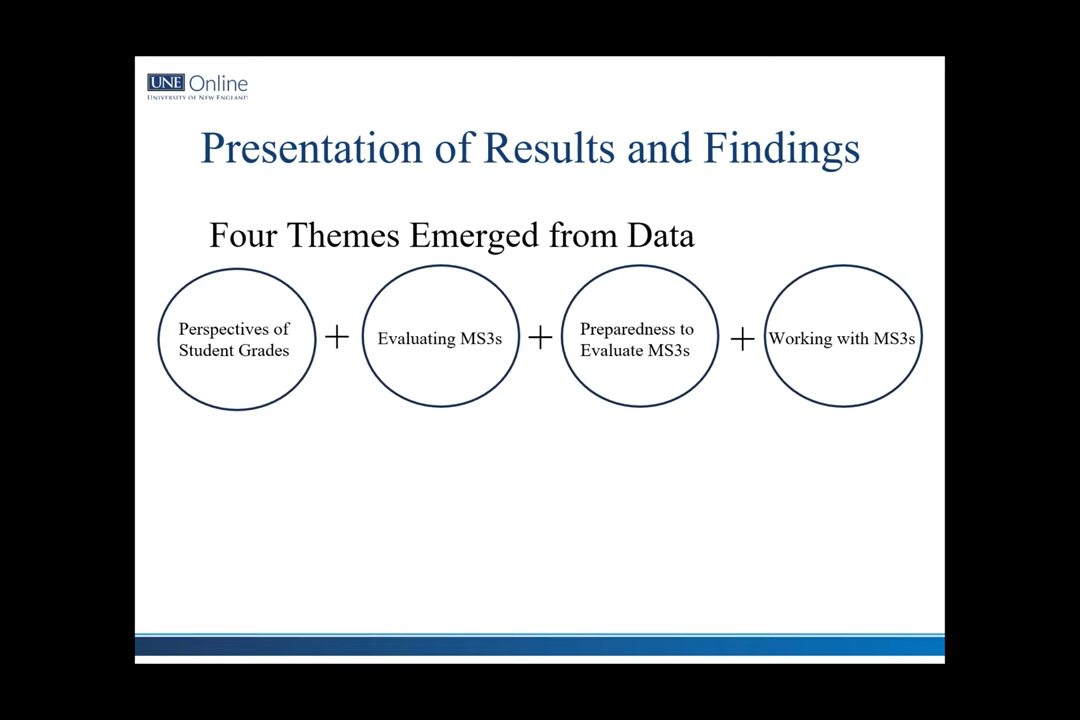 UNE Online
UNIVERSITY OF NEW ENGLAND
Presentation of Results and Findings
Four Themes Emerged from Data
Perspectives of
Student Grades
+
Evaluating MS3s
+
Preparedness to
Evaluate MS3s
+
Working with MS3s